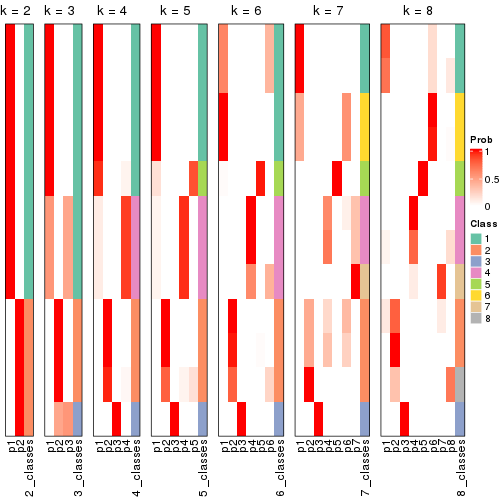 k = 2 k = 3 k = 4 k = 5 k = 6 k = 7 k = 8
Prob
1
0.5
0
Class
1
2
3
4
5
6
7
8
p1 p2 2_classes
p1 p2 p3 3_classes
p1 p2 p3 p4 4_classes
p1 p2 p3 p4 p5 5_classes
p1 p2 p3 p4 p5 p6 6_classes
p1 p2 p3 p4 p5 p6 p7 7_classes
p1 p2 p3 p4 p5 p6 p7 p8 8_classes